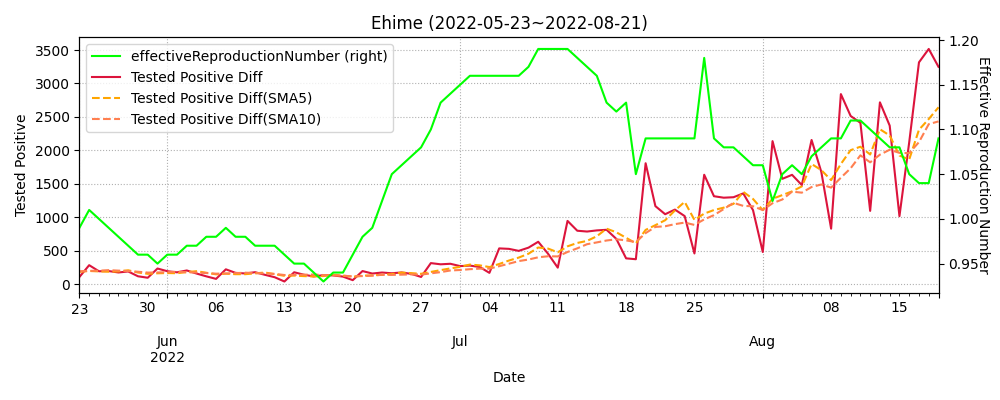 Ehime (2022-05-23~2022-08-21)
effectiveReproductionNumber (right)
Tested Positive Diff
Tested Positive Diff(SMA5)
Tested Positive Diff(SMA10)
Tested Positive
3500
3000
2500
2000
1500
1000
500
0
1.20
1.15
1.10
1.05
1.00
0.95
Effective Reproduction Number
23 30 06 13 20 27 04 11 18 25 08 15
Jun Jul Aug
2022
Date